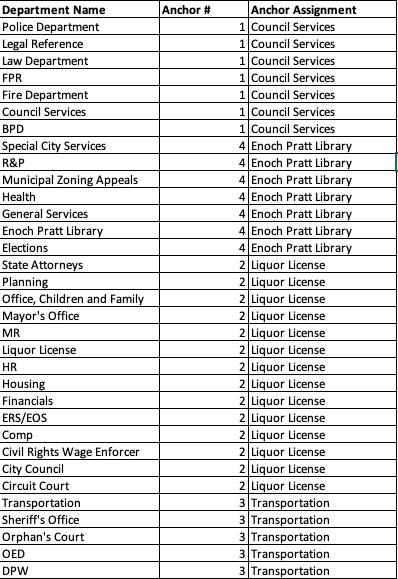 Department Name Anchor # Anchor Assignment
Police Department 1 Council Services
Legal Reference 1 Council Services
Law Department 1 Council Services
FPR 1 Council Services
Fire Department 1 Council Services
Council Services 1 Council Services
BPD 1 Council Services
Special City Services 4 Enoch Pratt Library
R&P 4 Enoch Pratt Library
Municipal Zoning Appeals 4 Enoch Pratt Library
Health 4 Enoch Pratt Library
General Services 4 Enoch Pratt Library
Enoch Pratt Library 4 Enoch Pratt Library
Elections 4 Enoch Pratt Library
State Attorneys 2 Liquor License
Planning 2 Liquor License
Office, Children and Family 2 Liquor License
Mayor's Office 2 Liquor License
MR 2 Liquor License
Liquor License 2 Liquor License
HR 2 Liquor License
Housing 2 Liquor License
Financials 2 Liquor License
ERS/EOS 2 Liquor License
Comp 2 Liquor License
Civil Rights Wage Enforcer 2 Liquor License
City Council 2 Liquor License
Circuit Court 2 Liquor License
Transportation 3 Transportation
Sheriff's Office 3 Transportation
Orphan's Court 3 Transportation
OED 3 Transportation
DPW 3 Transportation